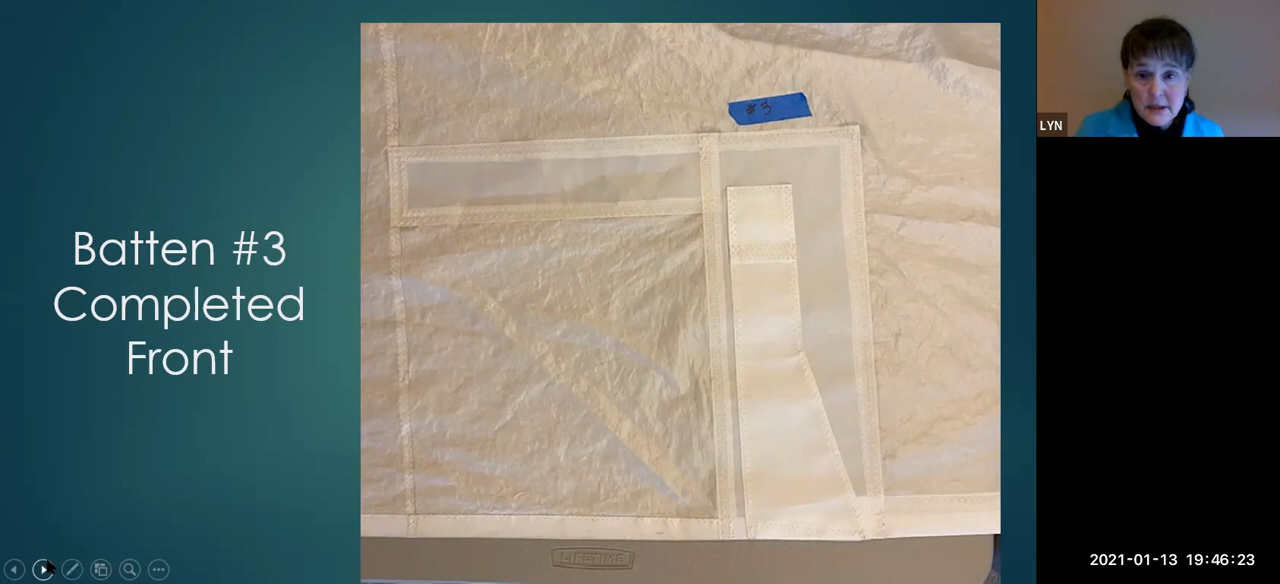 Batten #3
Completed
Front
#3
LIFETIME
LYN
2021-01-13 19:46:23